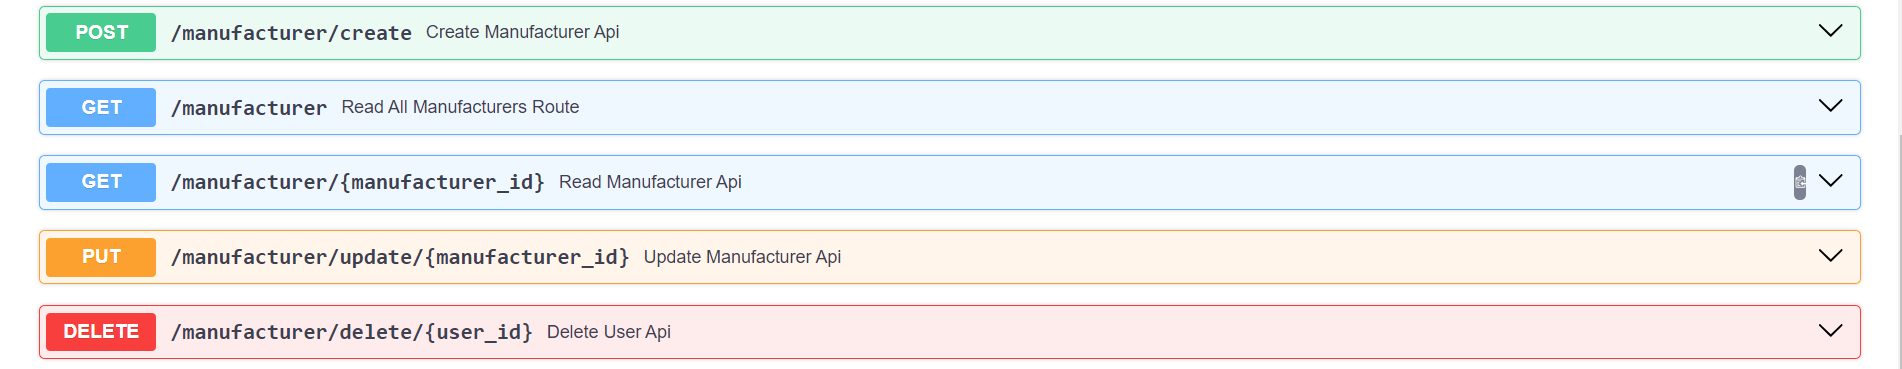 POST /manufacturer/create Create Manufacturer Api
GET /manufacturer Read All Manufacturers Route
GET /manufacturer/{manufacturer_id} Read Manufacturer Api
PUT /manufacturer/update/{manufacturer_id} Update Manufacturer Api
DELETE /manufacturer/delete/{user_id} Delete User Api